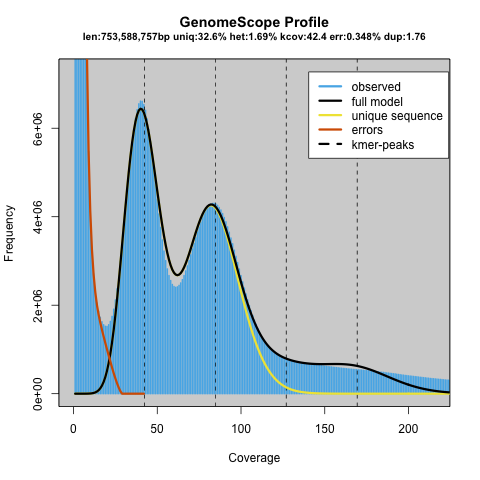 GenomeScope Profile
len:753,588,757bp uniq:32.6% het:1.69% kcov:42.4 err:0.348% dup:1.76
observed
full model
unique sequence
errors
kmer-peaks
Frequency
6e+06
4e+06
2e+06
0e+00
0 50 100 150 200
Coverage